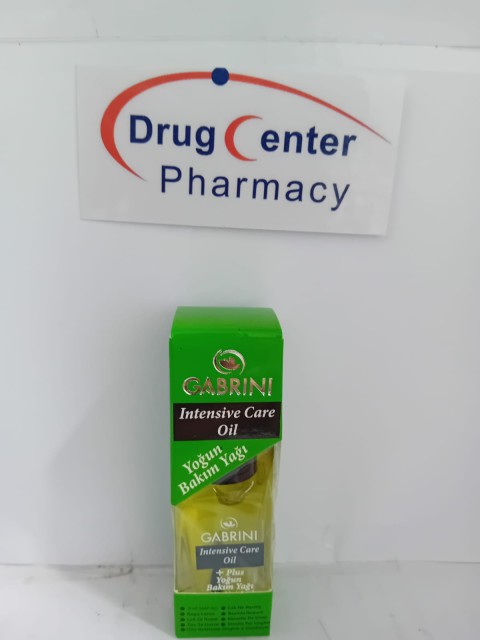 Drug Center
Pharmacy
GABRINI
Intensive Care
Oil
Yoğun
Bakım Yağı
GABRINI
Intensive Care
Oil
+ Plus
Yoğun
Bakım Yağı